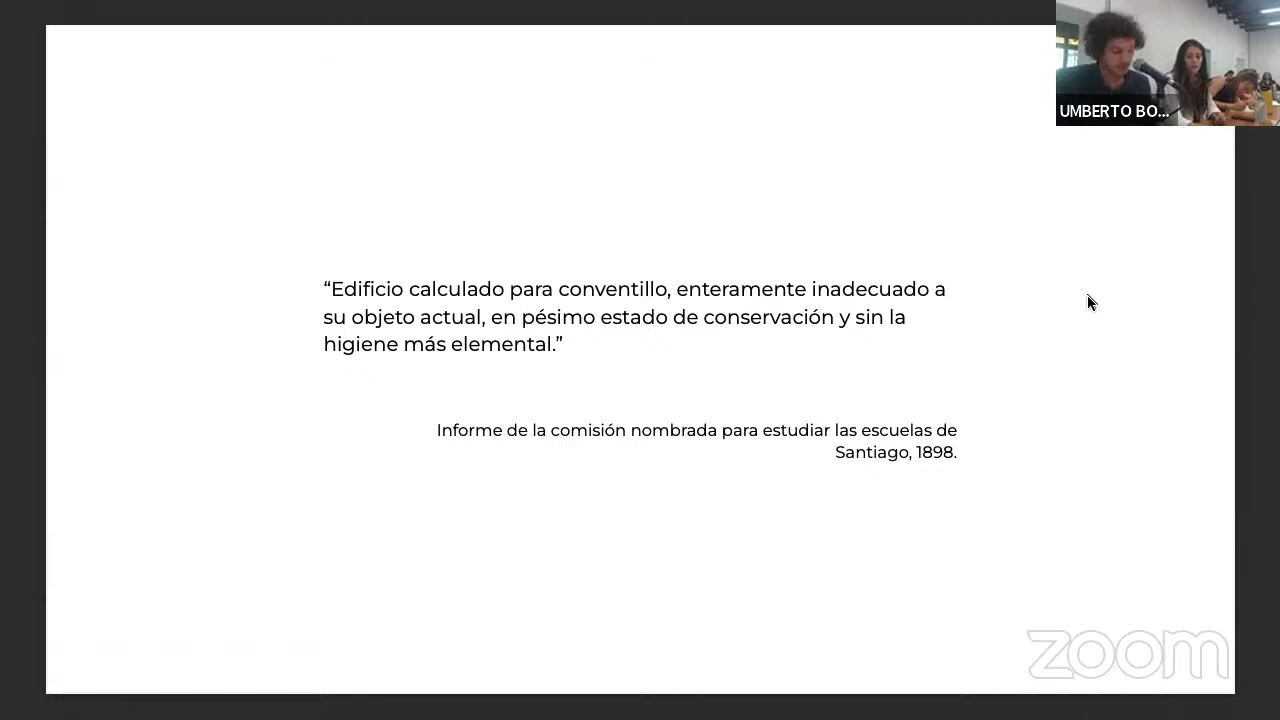 UMBERTO BO...
“Edificio calculado para conventillo, enteramente inadecuado a
su objeto actual, en pésimo estado de conservación y sin la
higiene más elemental.”
Informe de la comisión nombrada para estudiar las escuelas de
Santiago, 1898.
zoom